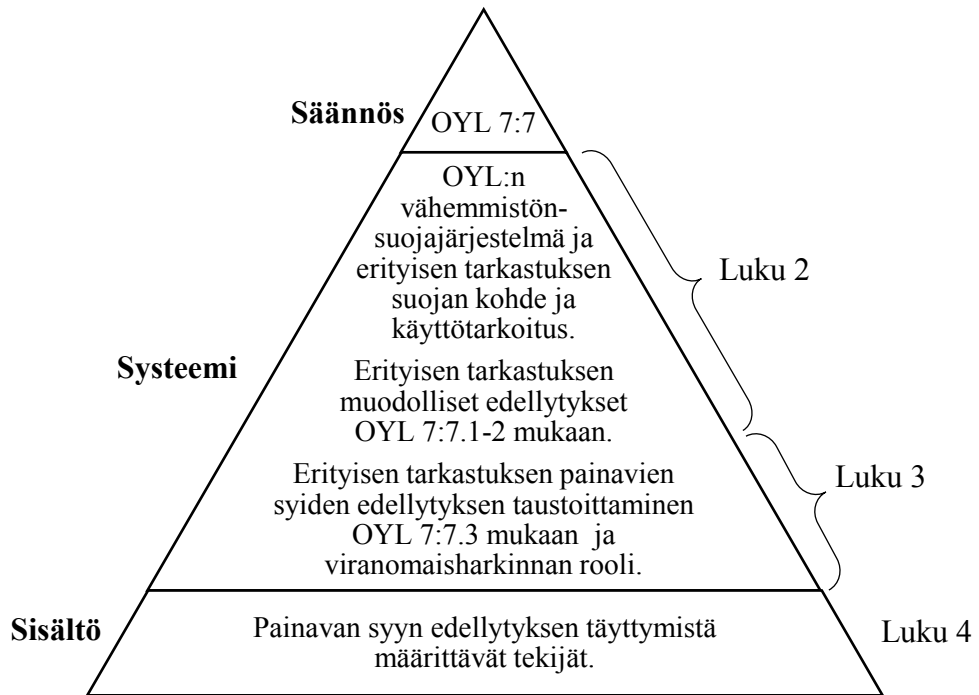 Säännös
OYL 7:7
OYL:n
vähemmistön-
suojajärjestelmä ja
erityisen tarkastuksen
suojan kohde ja
käyttötarkoitus.
Luku 2
Systeemi
Erityisen tarkastuksen
muodolliset edellytykset
OYL 7:7.1-2 mukaan.
Erityisen tarkastuksen painavien
syiden edellytyksen taustoittaminen
OYL 7:7.3 mukaan ja
viranomaisharkinnan rooli.
Luku 3
Sisältö
Painavan syyn edellytyksen täyttymistä
määrittävät tekijät.
Luku 4